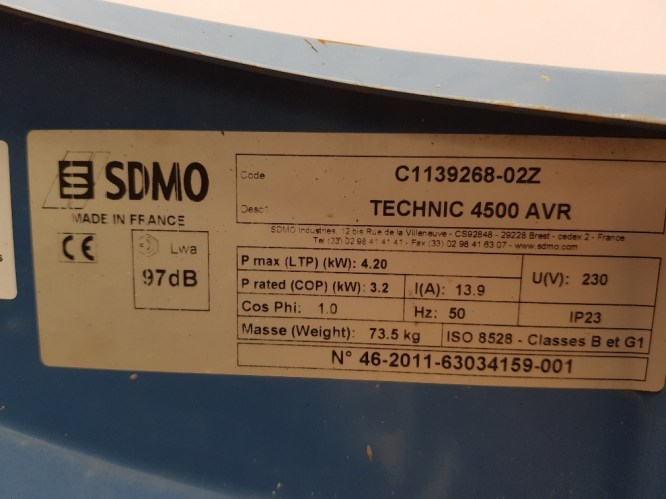 SDMO
MADE IN FRANCE
CE
Lwa
97dB
Code C1139268-02Z
Desc* TECHNIC 4500 AVR
SDMO Industries, 12 bis Rue de la Villeneuve - CS92848 - 29228 Brest - cedex 2 - France
Tel (33) 02 98 41 41 41 - Fax (33) 02 98 41 63 07 - www.sdmo.com
P max (LTP) (kW): 4.20
U(V): 230
P rated (COP) (kW): 3.2 I(A): 13.9
Cos Phi: 1.0 Hz: 50 IP23
Masse (Weight): 73.5 kg ISO 8528 - Classes B et G1
N° 46-2011-63034159-001
s